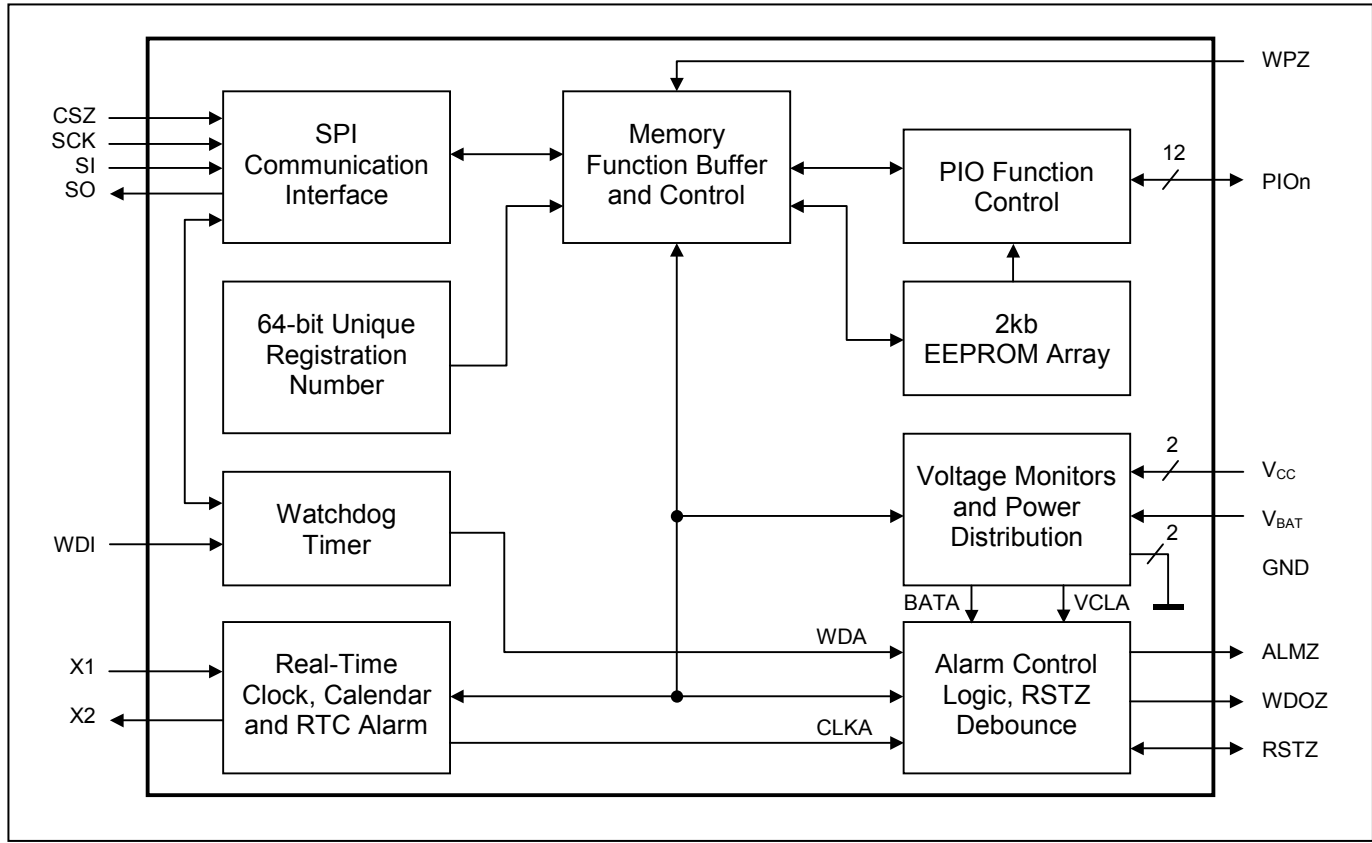 WPZ
CSZ
SCK
SI
SO
SPI
Communication
Interface
Memory
Function Buffer
and Control
PIO Function
Control
12
PIOn
64-bit Unique
Registration
Number
2kb
EEPROM Array
Watchdog
Timer
WDI
Voltage Monitors
and Power
Distribution
2
VCC
VBAT
2
GND
BATA
VCLA
WDA
X1
X2
Real-Time
Clock, Calendar
and RTC Alarm
CLKA
Alarm Control
Logic, RSTZ
Debounce
ALMZ
WDOZ
RSTZ